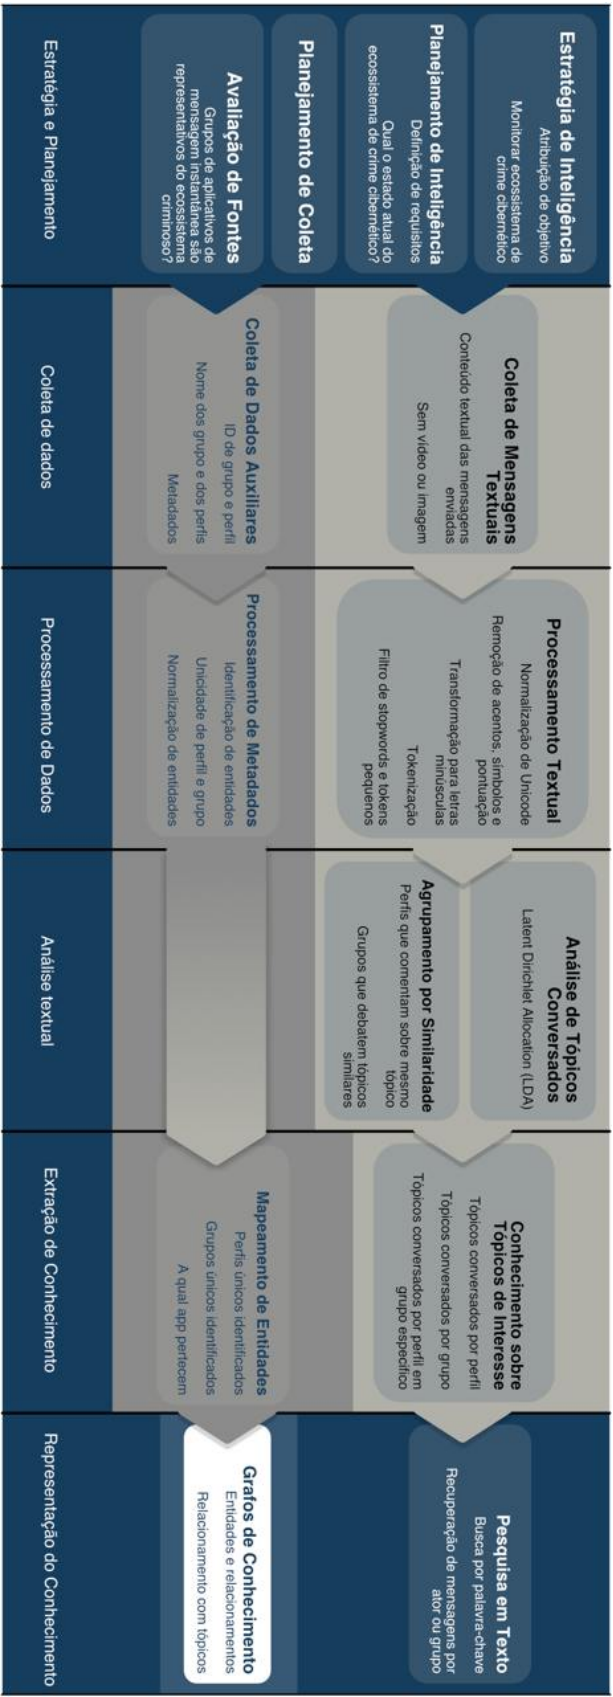 Estratégia de Inteligência
Atribuição de objetivo
Monitorar ecossistema de
crime cibernético
Planejamento de Inteligência
Definição de requisitos
Qual o estado atual do
ecossistema de crime cibernético?
Planejamento de Coleta
Avaliação de Fontes
Grupos de aplicativos de
mensagem instantânea são
representativos do ecossistema
criminoso?
Estratégia e Planejamento
Coleta de Mensagens
Textuais
Conteúdo textual das mensagens
enviadas
Sem vídeo ou imagem
Coleta de Dados Auxiliares
ID de grupo e perfil
Nome dos grupo e dos perfis
Metadados
Coleta de dados
Processamento Textual
Normalização de Unicode
Remoção de acentos, símbolos e
pontuação
Transformação para letras
minúsculas
Tokenização
Filtro de stopwords e tokens
pequenos
Processamento de Metadados
Identificação de entidades
Unicidade de perfil e grupo
Normalização de entidades
Processamento de Dados
Análise de Tópicos
Conversados
Latent Dirichlet Allocation (LDA)
Agrupamento por Similaridade
Perfis que comentam sobre mesmo
tópico
Grupos que debatem tópicos
similares
Análise textual
Conhecimento sobre
Tópicos de Interesse
Tópicos conversados por perfil
Tópicos conversados por grupo
Tópicos conversados por perfil em
grupo específico
Mapeamento de Entidades
Perfis únicos identificados
Grupos únicos identificados
A qual app pertecem
Extração de Conhecimento
Pesquisa em Texto
Busca por palavra-chave
Recuperação de mensagens por
ator ou grupo
Grafos de Conhecimento
Entidades e relacionamentos
Relacionamento com tópicos
Representação do Conhecimento